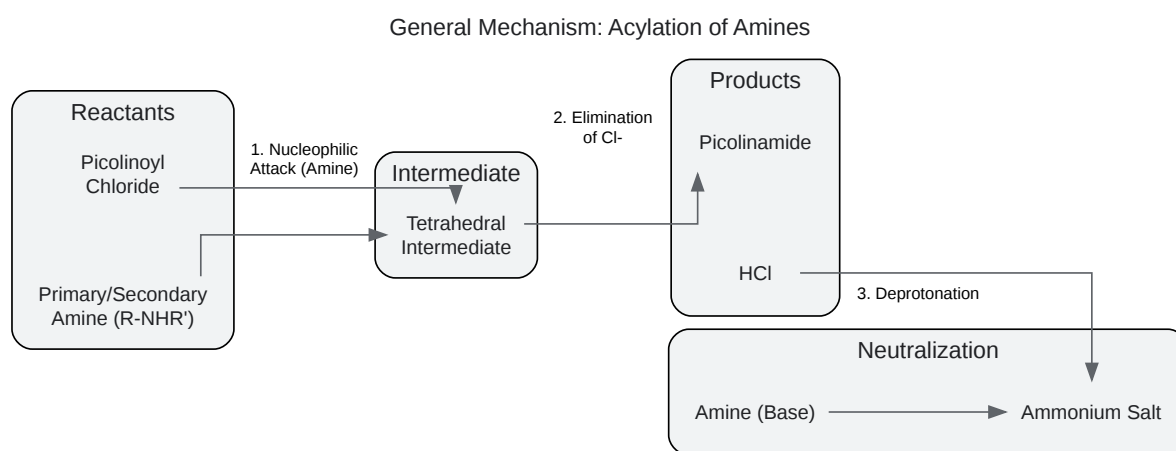 General Mechanism: Acylation of Amines
Reactants
Picolinoyl
Chloride
Primary/Secondary
Amine (R-NHR')
1. Nucleophilic
Attack (Amine)
Intermediate
Tetrahedral
Intermediate
2. Elimination
of Cl-
Products
Picolinamide
HCl
3. Deprotonation
Neutralization
Amine (Base)
Ammonium Salt